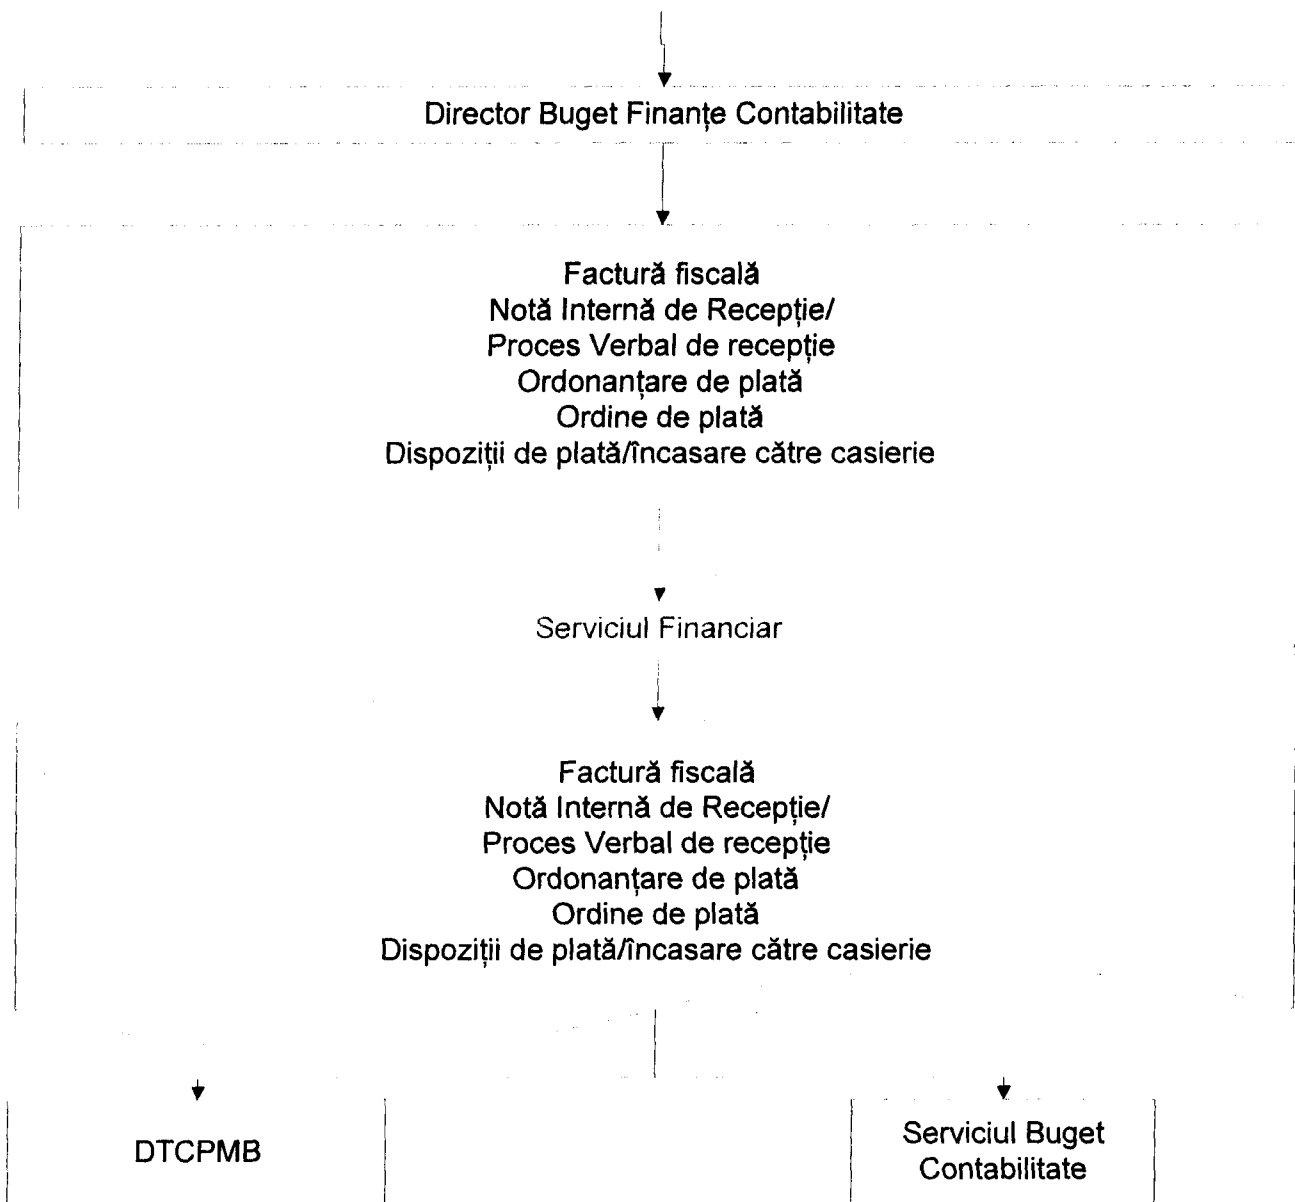 Director Buget Finanțe Contabilitate
Factură fiscală
Notă Internă de Recepție/
Proces Verbal de recepție
Ordonanțare de plată
Ordine de plată
Dispoziții de plată/încasare către casierie
Serviciul Financiar
Factură fiscală
Notă Internă de Recepție/
Proces Verbal de recepție
Ordonanțare de plată
Ordine de plată
Dispoziții de plată/încasare către casierie
DTCPMB
Serviciul Buget
Contabilitate